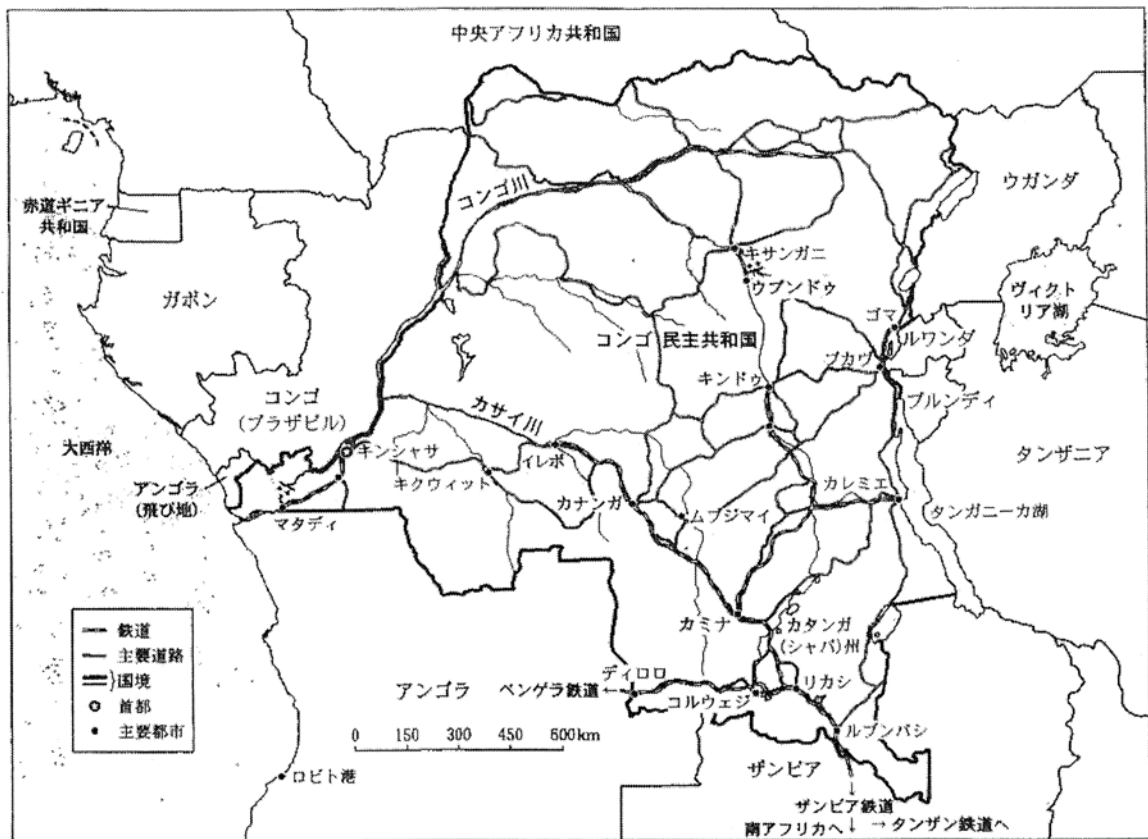 中央アフリカ共和国
赤道ギニア
共和国
コンゴ川
ウガンダ
ガボン
キサンガニ
ウブンドゥ
ヴィクト
リア湖
ゴマ
ルワンダ
コンゴ 民主共和国
ブカヴ
キンドゥ
ブルンディ
コンゴ
(ブラザビル)
カサイ川
大西洋
キンシャサ
イレボ
タンザニア
アンゴラ
(飛び地)
キクウィット
カナンガ
カレミエ
マタディ
ムブジマイ
タンガニーカ湖
鉄道
主要道路
国境
首都
主要都市
カミナ
カタンガ
(シャバ)州
ディロロ
アンゴラ
ベンゲラ鉄道←
リカシ
コルウェジ
0 150 300 450 600km
ルブンバシ
ロビト港
ザンビア
ザンビア鉄道
南アフリカへ↓ →タンザン鉄道へ